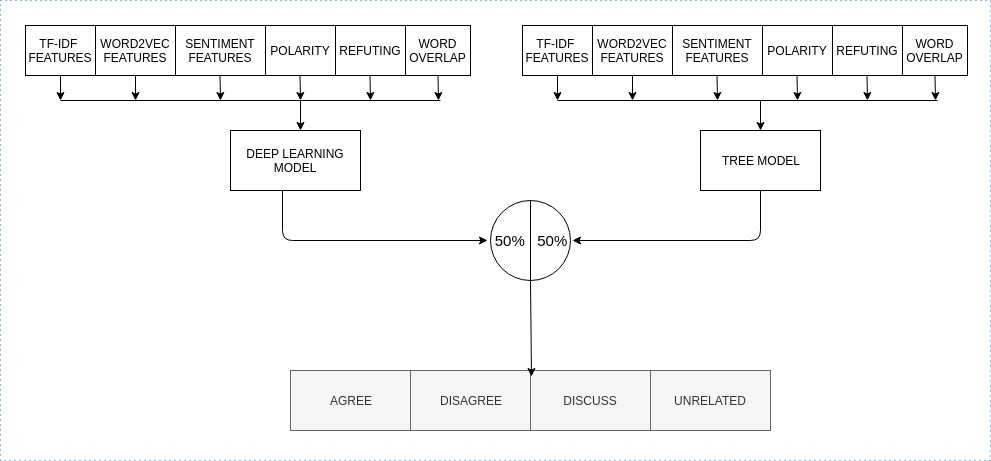 TF-IDF
FEATURES
WORD2VEC
FEATURES
SENTIMENT
FEATURES
POLARITY
REFUTING
WORD
OVERLAP
TF-IDF
FEATURES
WORD2VEC
FEATURES
SENTIMENT
FEATURES
POLARITY
REFUTING
WORD
OVERLAP
DEEP LEARNING
MODEL
TREE MODEL
50%
50%
AGREE
DISAGREE
DISCUSS
UNRELATED